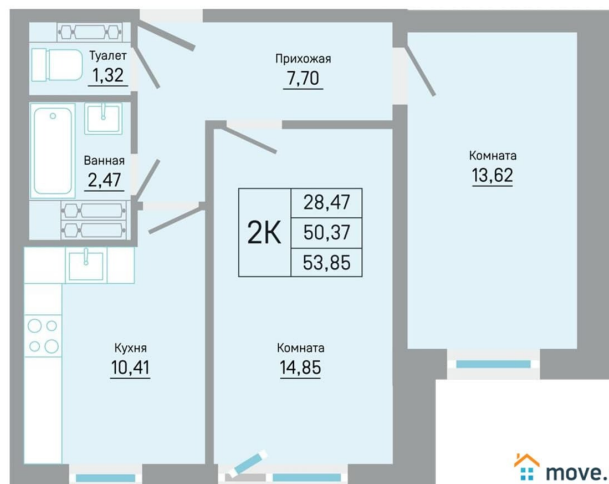 Туалет
1,32
Прихожая
7,70
Ванная
2,47
Комната
13,62
2К
28,47
50,37
53,85
Кухня
10,41
Комната
14,85
move.